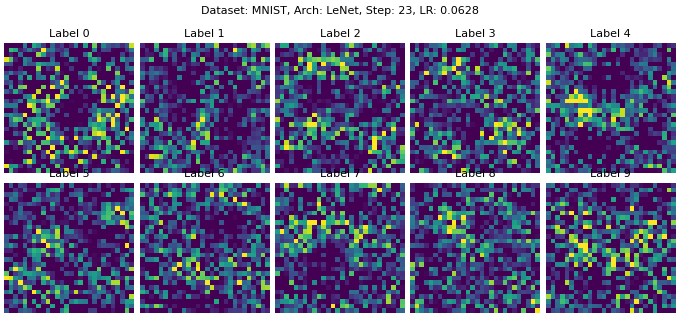 Dataset: MNIST, Arch: LeNet, Step: 23, LR: 0.0628
Label 0 Label 1 Label 2 Label 3 Label 4
Label 5 Label 6 Label 7 Label 8 Label 9